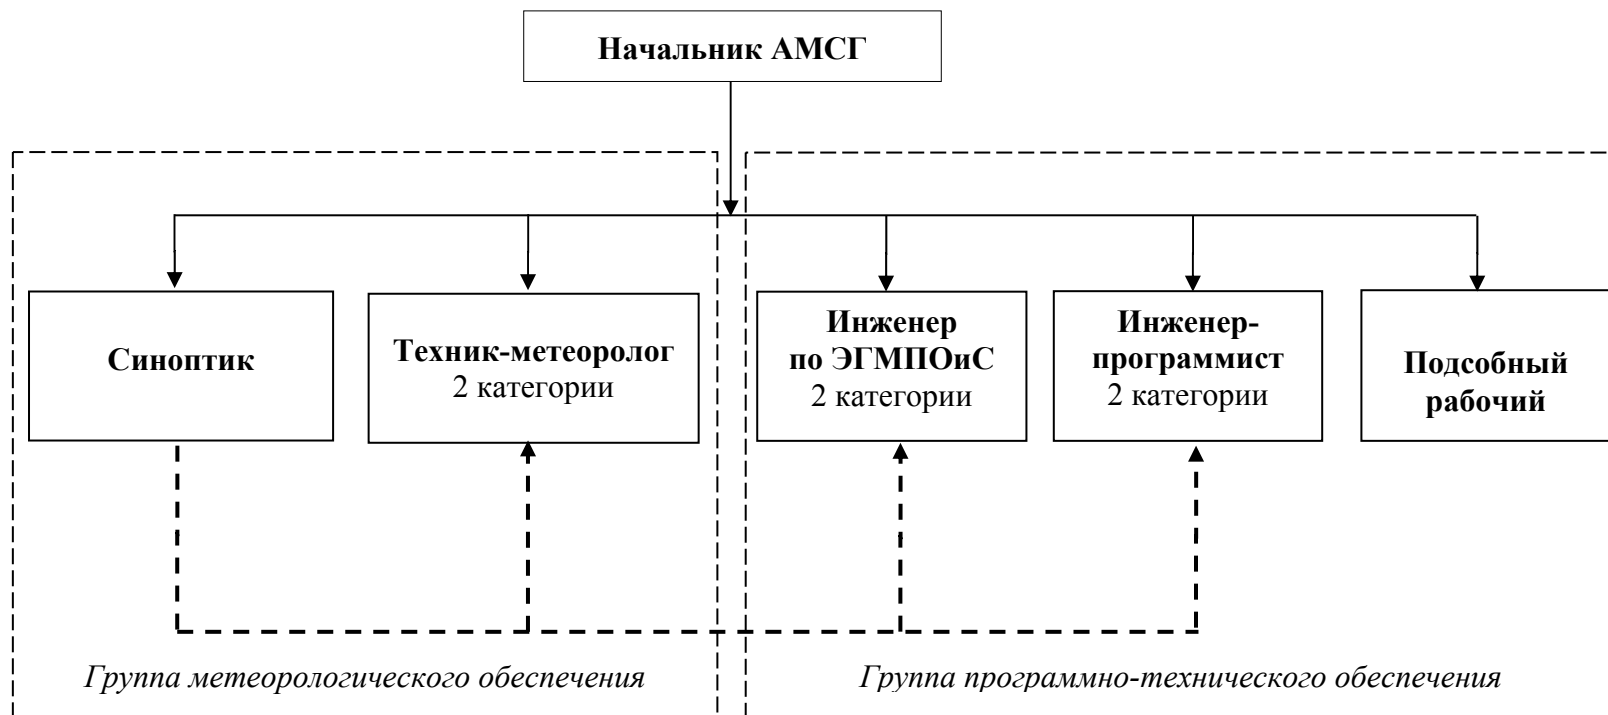 Начальник АМСГ
Синоптик
Техник-метеоролог
2 категории
Инженер
по ЭГМПОиС
2 категории
Инженер-
программист
2 категории
Подсобный
рабочий
Группа метеорологического обеспечения
Группа программно-технического обеспечения